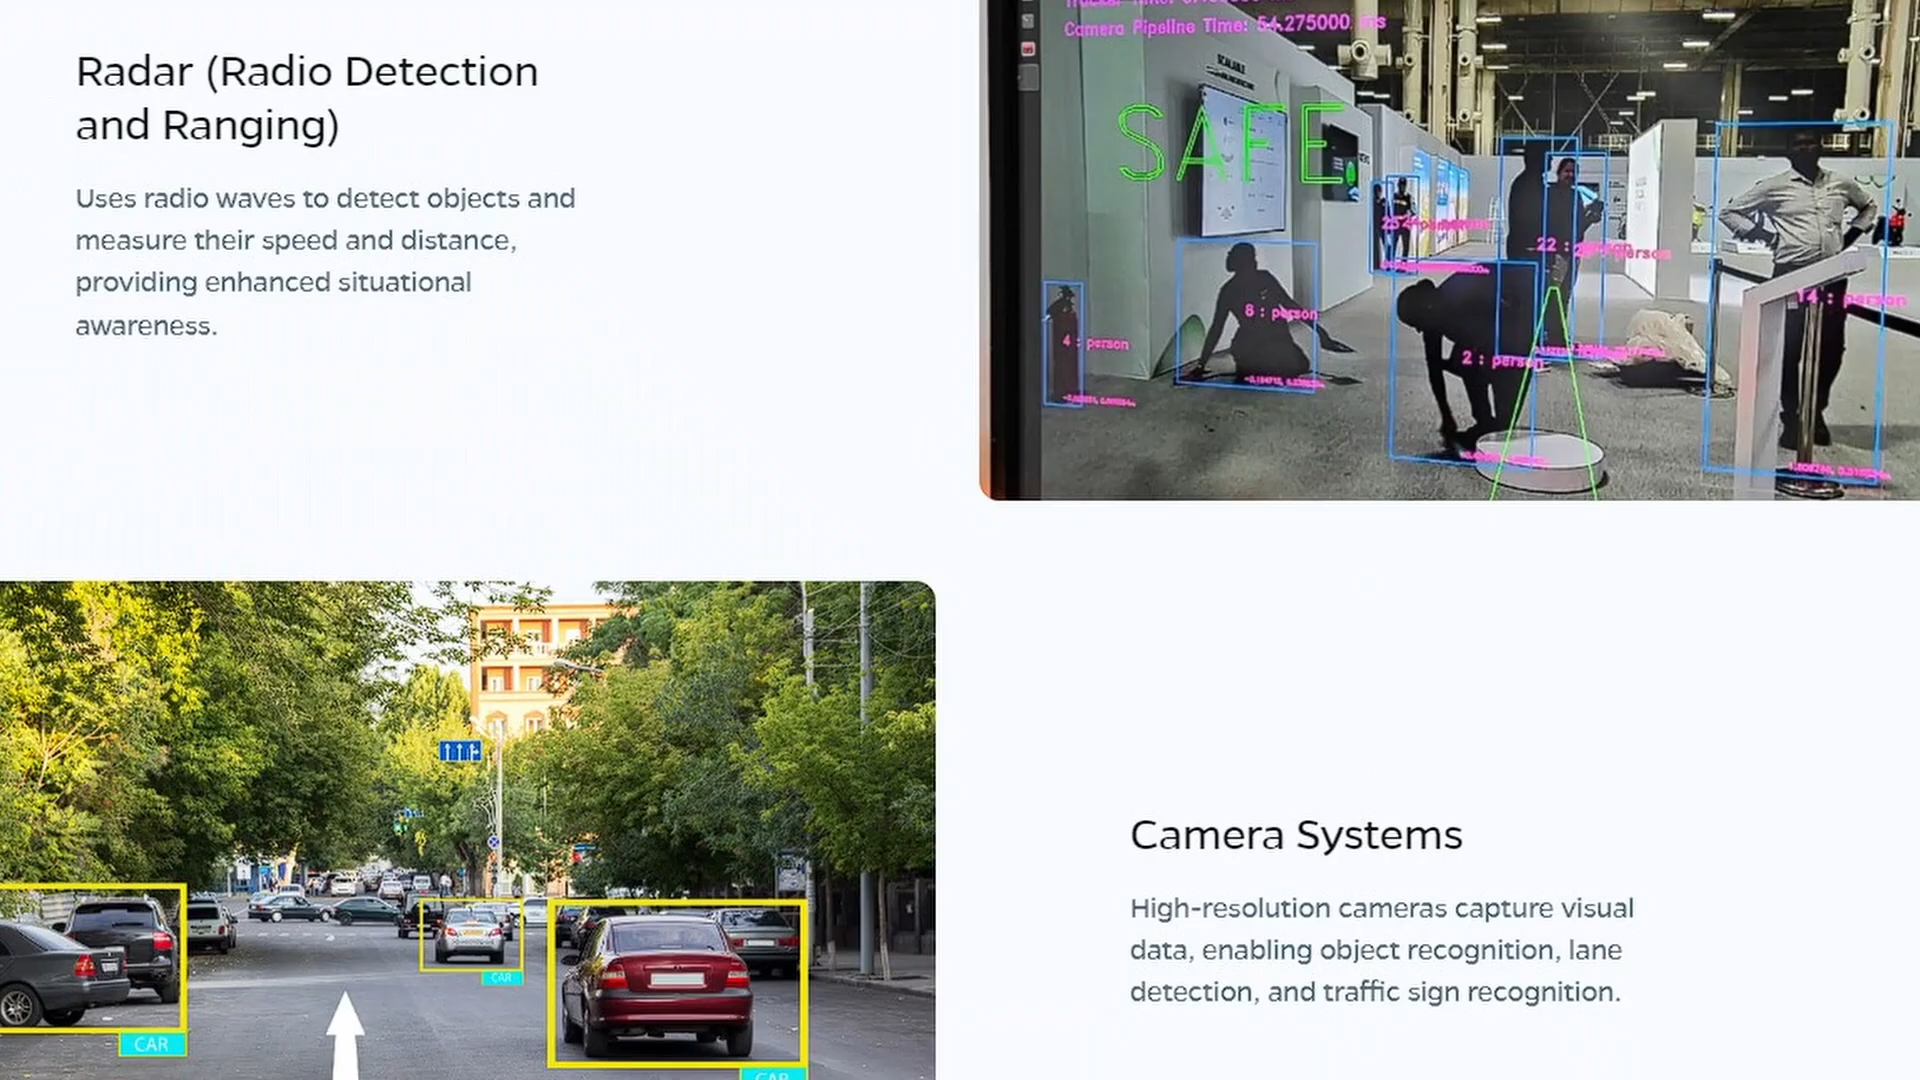 Radar (Radio Detection
and Ranging)
Uses radio waves to detect objects and
measure their speed and distance,
providing enhanced situational
awareness.
Camera Pipeline Time: 54.275000 ms
SCALABLE
SAFE
8 : person
4 : person
22 : person
2 : person
14 : person
CAR
CAR
CAR
Camera Systems
High-resolution cameras capture visual
data, enabling object recognition, lane
detection, and traffic sign recognition.